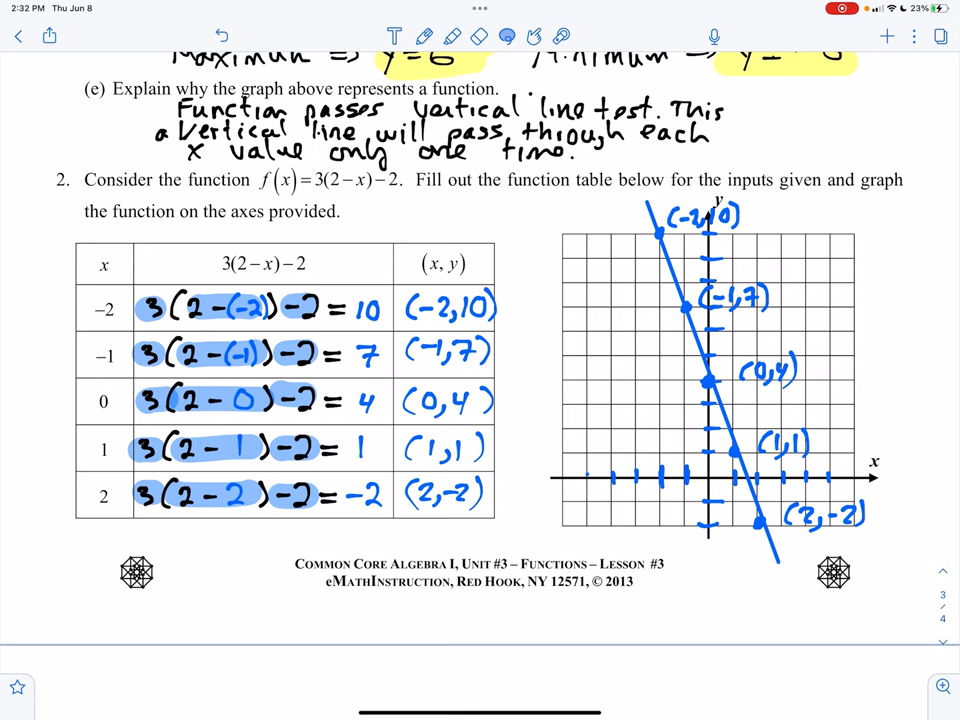 2:32 PM Thu Jun 8
23%
Maximum => y = 6 Minimum
(e) Explain why the graph above represents a function.
Function passes vertical line test. This
a vertical line will pass through each
x value only one time.
2. Consider the function f(x)=3(2−x)−2. Fill out the function table below for the inputs given and graph
the function on the axes provided.
x 3(2−x)−2 (x, y)
−2 3(2−(−2))−2 = 10 (−2,10)
−1 3(2−(−1))−2 = 7 (−1,7)
0 3(2−0)−2 = 4 (0,4)
1 3(2−1)−2 = 1 (1,1)
2 3(2−2)−2 = −2 (2,−2)
y
(−2,10)
(−1,7)
(0,4)
(1,1)
x
(2,−2)
COMMON CORE ALGEBRA I, UNIT #3 – FUNCTIONS – LESSON #3
eMATHINSTRUCTION, RED HOOK, NY 12571, © 2013
3
/
4